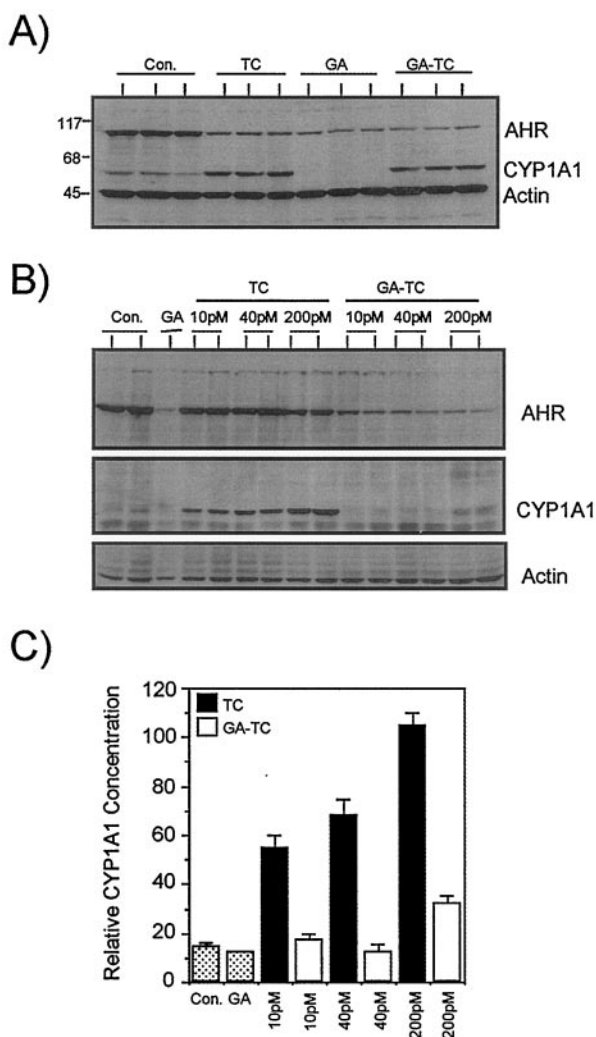 A)
Con. TC GA GA-TC
117
AHR
68
CYP1A1
45
Actin
B)
TC GA-TC
Con. GA 10pM 40pM 200pM 10pM 40pM 200pM
AHR
CYP1A1
Actin
C)
120
TC
GA-TC
100
80
60
40
20
0
Relative CYP1A1 Concentration
Con. GA 10pM 10pM 40pM 40pM 200pM 200pM